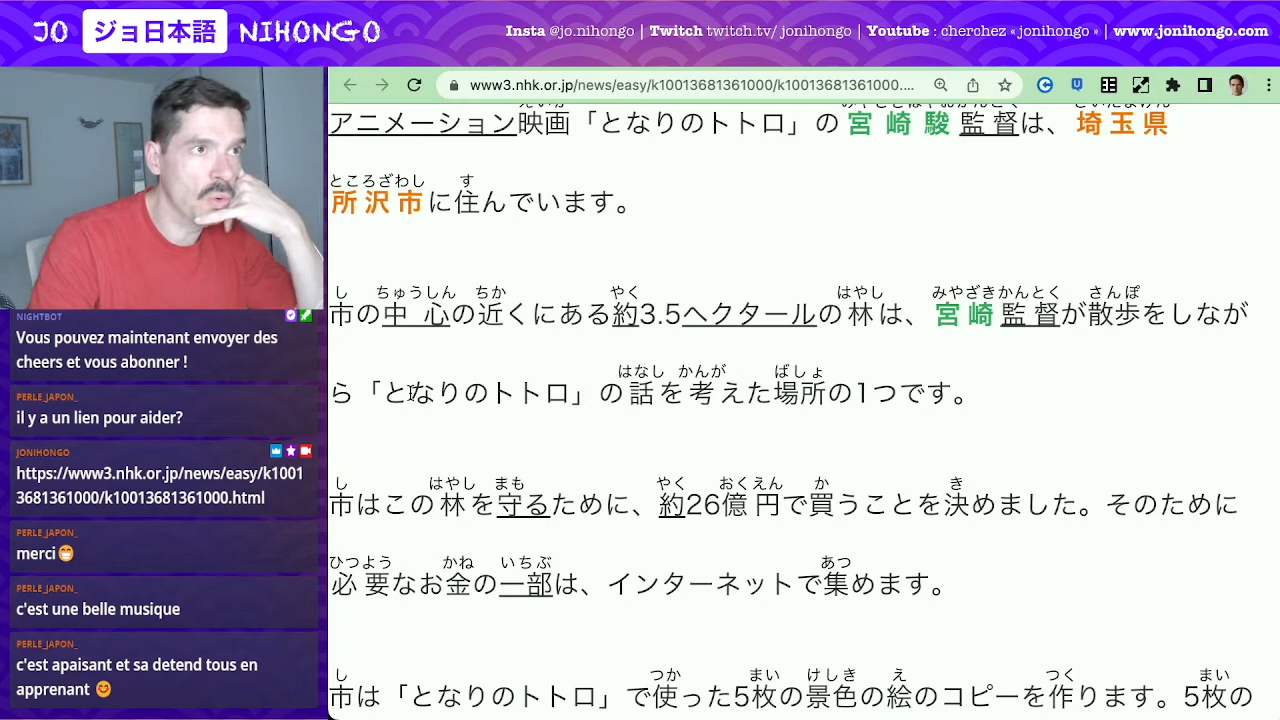 JO ジョ日本語 NIHONGO
Insta @jo.nihongo | Twitch twitch.tv/ jonihongo | Youtube : cherchez « jonihongo » | www.jonihongo.com
www3.nhk.or.jp/news/easy/k10013681361000/k10013681361000....
アニメーション映画「となりのトトロ」の宮崎駿監督は、埼玉県
ところざわし す
所沢市に住んでいます。
し ちゅうしん ちか やく はやし みやざきかんとく さんぽ
市の中心の近くにある約3.5ヘクタールの林は、宮崎監督が散歩をしなが
はなし かんが ばしょ
ら「となりのトトロ」の話を考えた場所の1つです。
し はやし まも やく おくえん か き
市はこの林を守るために、約26億円で買うことを決めました。そのために
ひつよう かね いちぶ あつ
必要なお金の一部は、インターネットで集めます。
し つか まい けしき え つく まい
市は「となりのトトロ」で使った5枚の景色の絵のコピーを作ります。5枚の
NIGHTBOT
Vous pouvez maintenant envoyer des
cheers et vous abonner !
PERLE_JAPON_
il y a un lien pour aider?
JONIHONGO
https://www3.nhk.or.jp/news/easy/k1001
3681361000/k10013681361000.html
PERLE_JAPON_
merci😁
PERLE_JAPON_
c'est une belle musique
PERLE_JAPON_
c'est apaisant et sa detend tous en
apprenant 😊